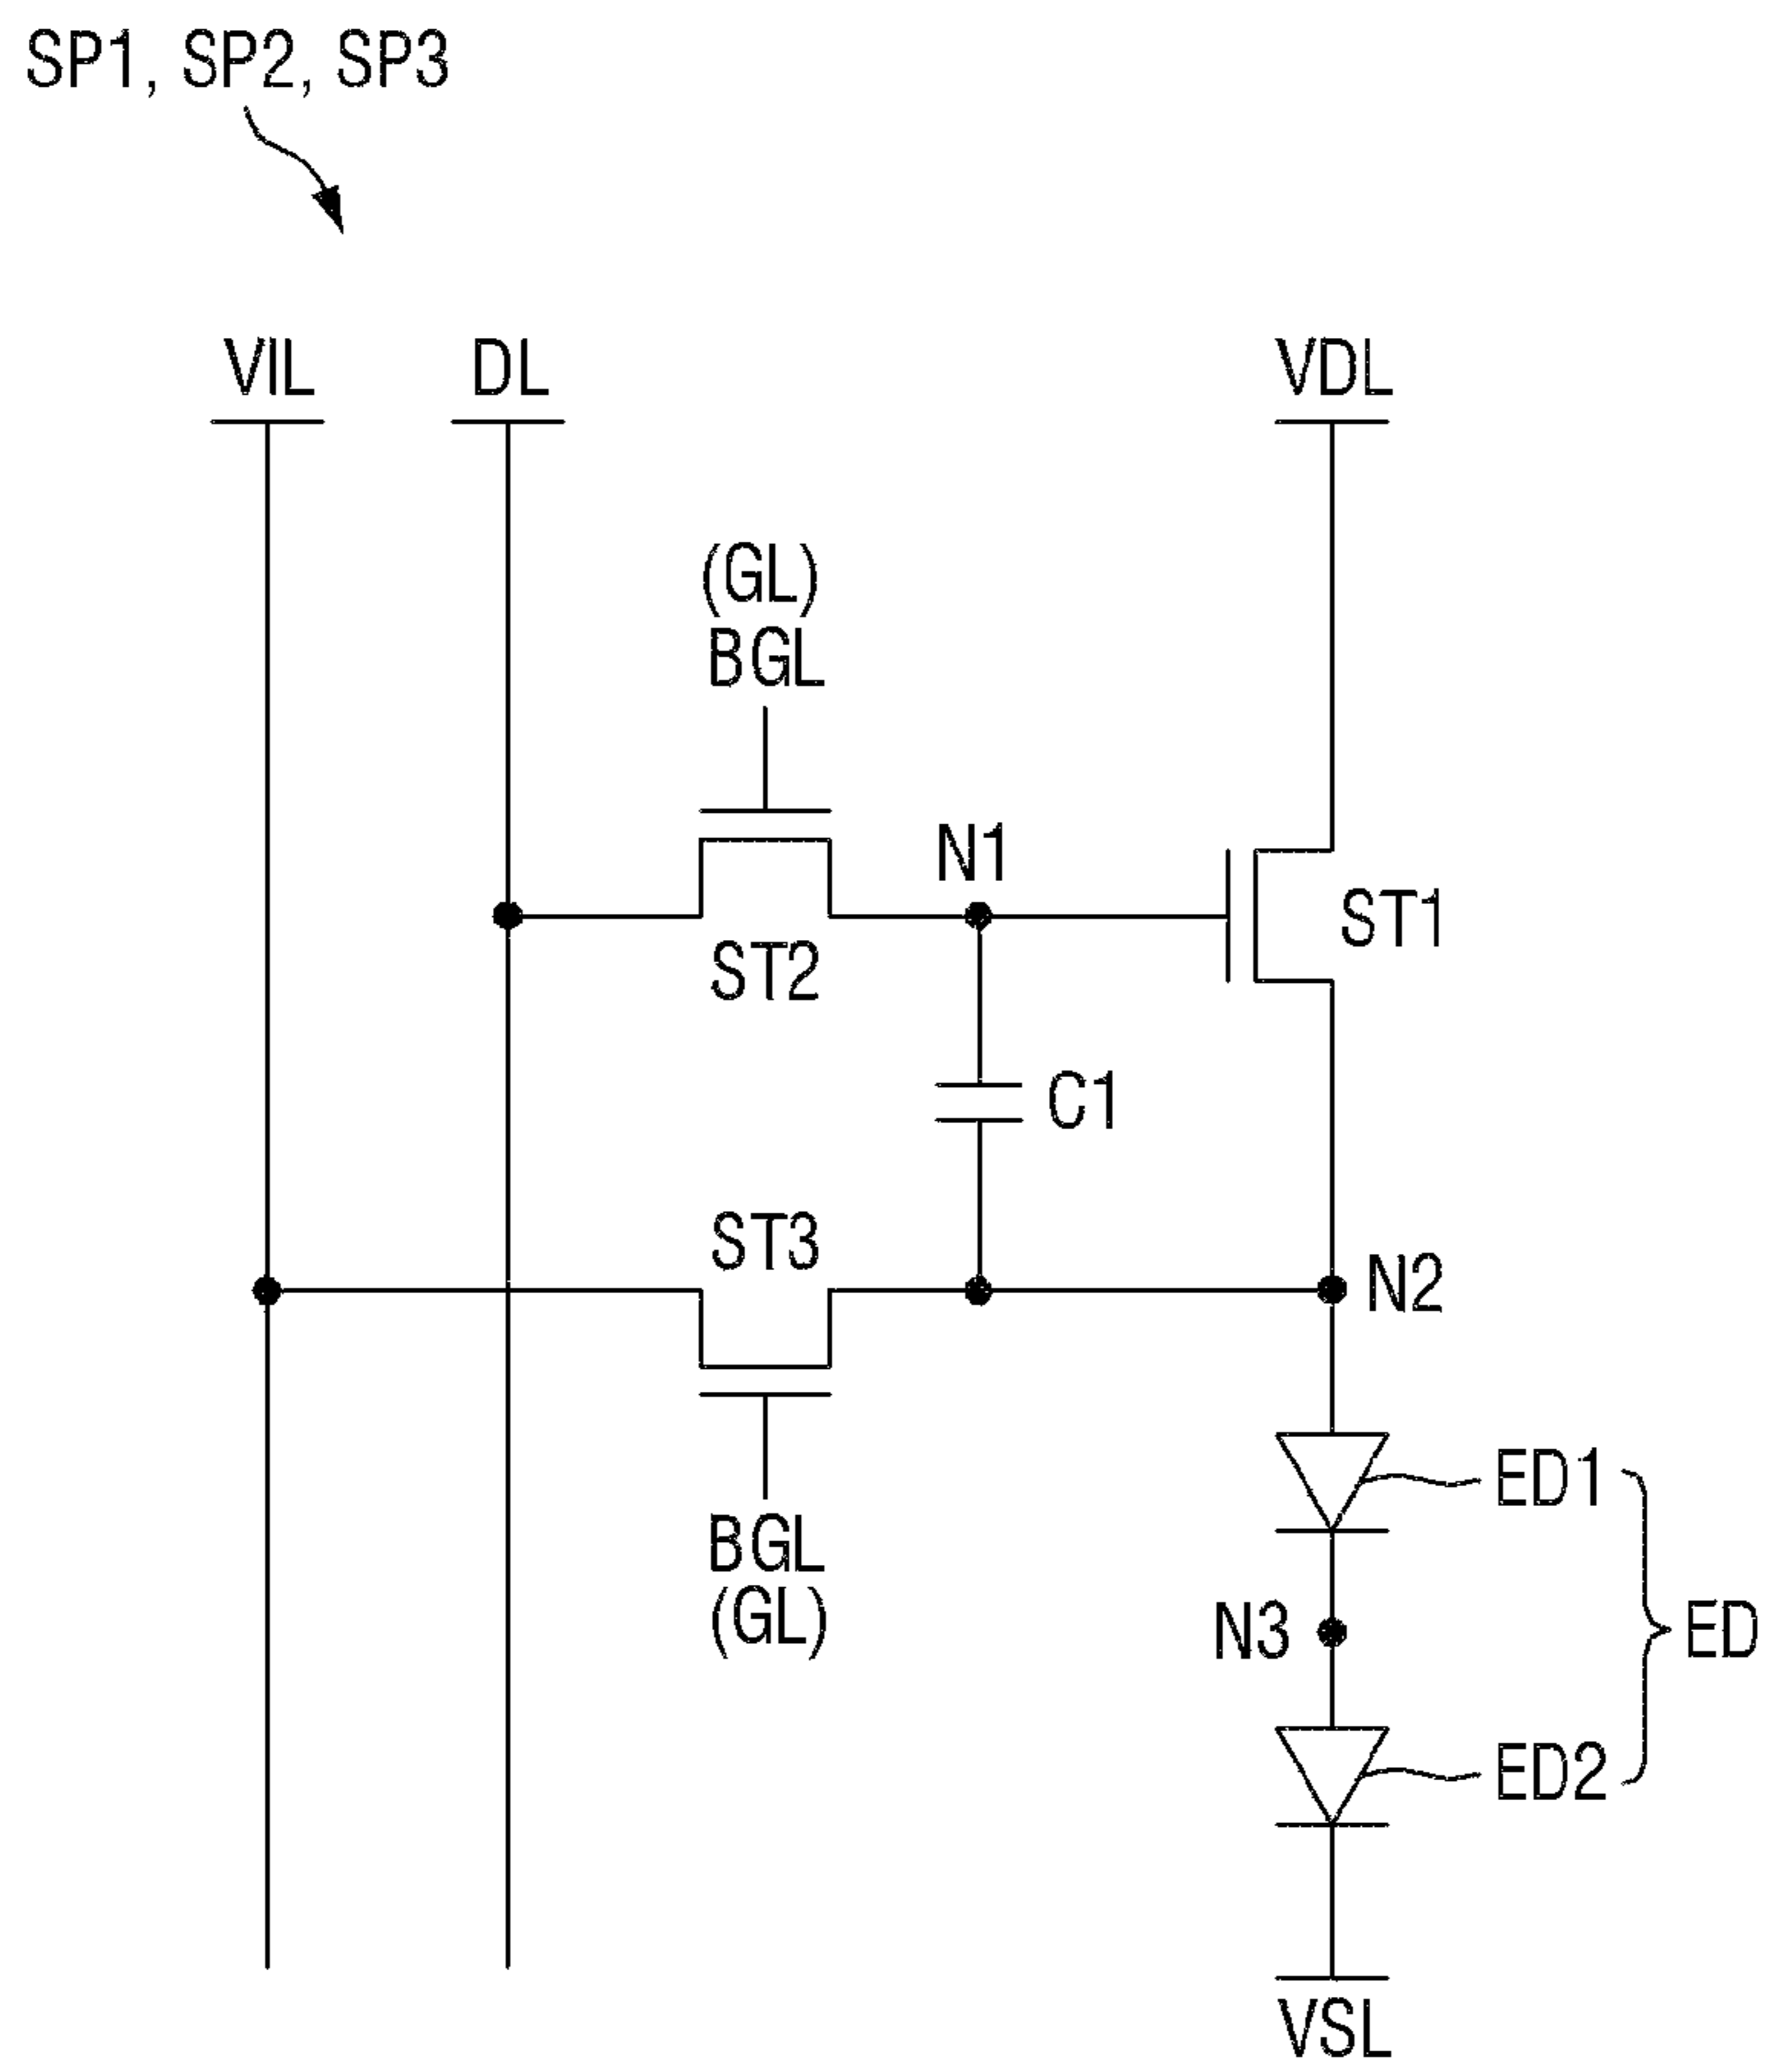 SP1, SP2, SP3
VIL
DL
VDL
(GL)
BGL
N1
ST1
ST2
C1
ST3
N2
ED1
BGL
(GL)
N3
ED
ED2
VSL